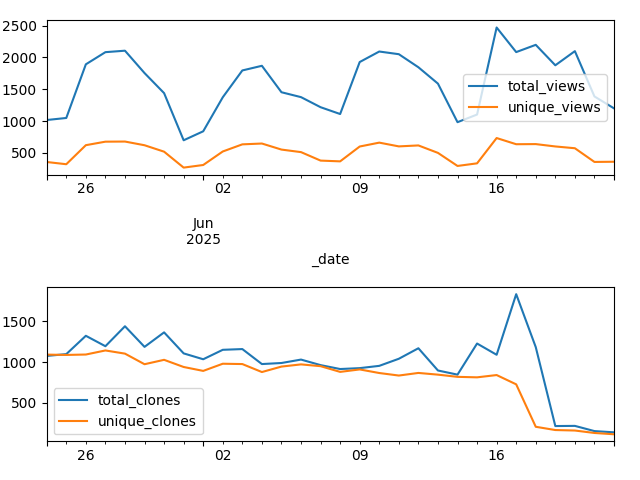 2500
2000
1500
1000
500
total_views
unique_views
26
02
09
16
Jun
2025
_date
1500
1000
500
total_clones
unique_clones
26
02
09
16